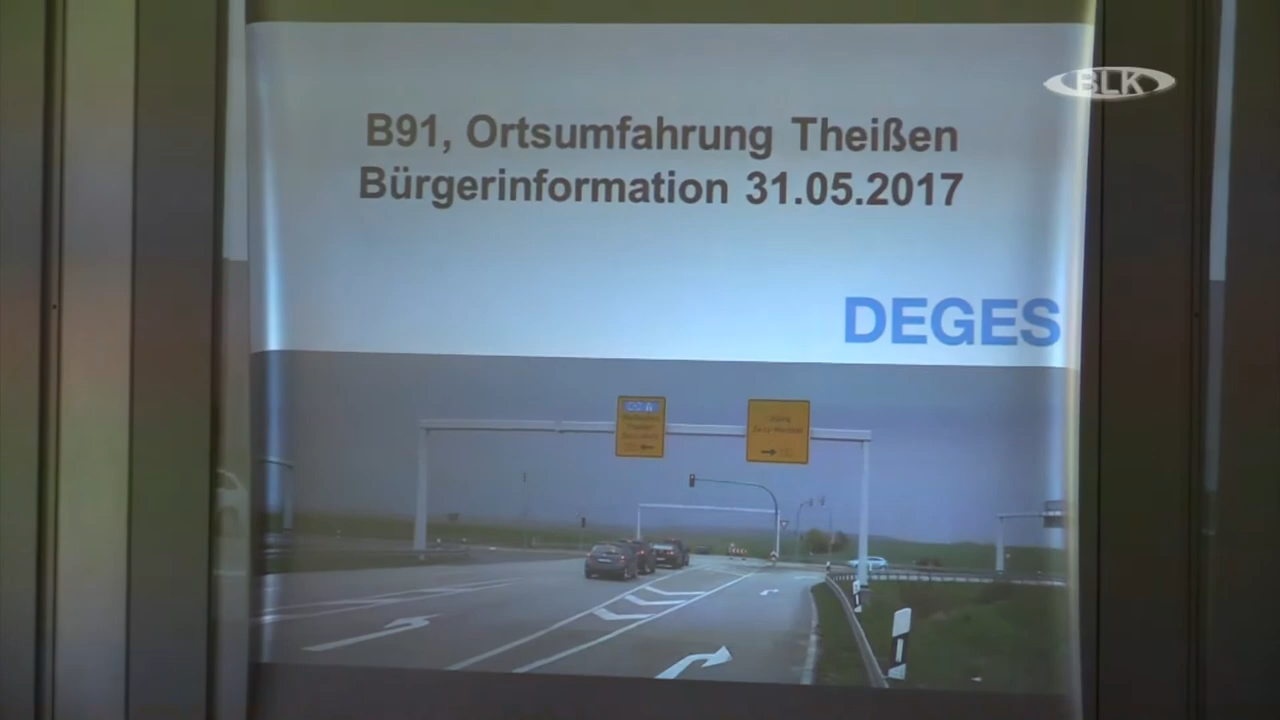 BLK
B91, Ortsumfahrung Theißen
Bürgerinformation 31.05.2017
DEGES